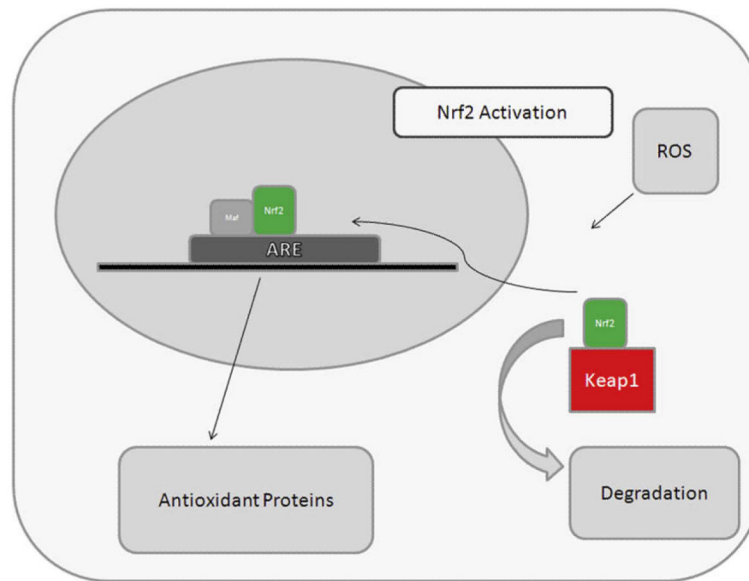 Nrf2 Activation
ROS
Maf
Nrf2
ARE
Nrf2
Keap1
Antioxidant Proteins
Degradation